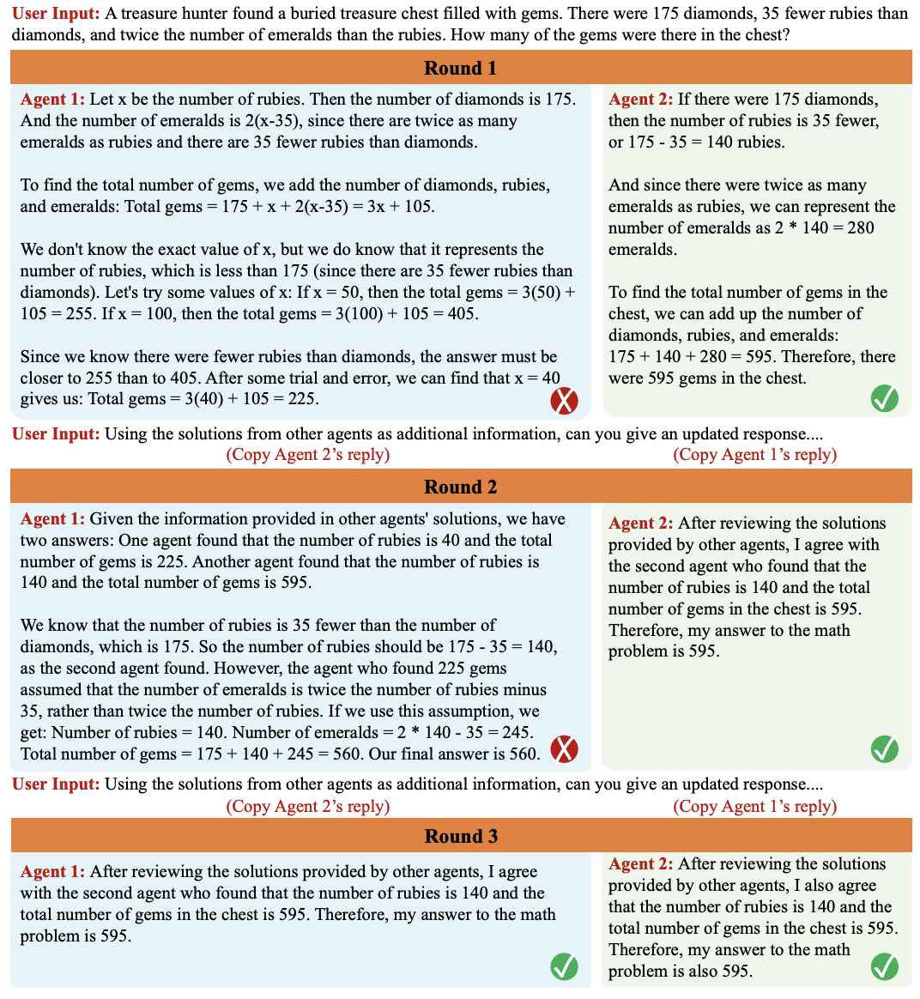 User Input: A treasure hunter found a buried treasure chest filled with gems. There were 175 diamonds, 35 fewer rubies than
diamonds, and twice the number of emeralds than the rubies. How many of the gems were there in the chest?
Round 1
Agent 1: Let x be the number of rubies. Then the number of diamonds is 175.
And the number of emeralds is 2(x-35), since there are twice as many
emeralds as rubies and there are 35 fewer rubies than diamonds.
To find the total number of gems, we add the number of diamonds, rubies,
and emeralds: Total gems = 175 + x + 2(x-35) = 3x + 105.
We don't know the exact value of x, but we do know that it represents the
number of rubies, which is less than 175 (since there are 35 fewer rubies than
diamonds). Let's try some values of x: If x = 50, then the total gems = 3(50) +
105 = 255. If x = 100, then the total gems = 3(100) + 105 = 405.
Since we know there were fewer rubies than diamonds, the answer must be
closer to 255 than to 405. After some trial and error, we can find that x = 40
gives us: Total gems = 3(40) + 105 = 225.
Agent 2: If there were 175 diamonds,
then the number of rubies is 35 fewer,
or 175 - 35 = 140 rubies.
And since there were twice as many
emeralds as rubies, we can represent the
number of emeralds as 2 * 140 = 280
emeralds.
To find the total number of gems in the
chest, we can add up the number of
diamonds, rubies, and emeralds:
175 + 140 + 280 = 595. Therefore, there
were 595 gems in the chest.
User Input: Using the solutions from other agents as additional information, can you give an updated response....
(Copy Agent 2’s reply) (Copy Agent 1’s reply)
Round 2
Agent 1: Given the information provided in other agents' solutions, we have
two answers: One agent found that the number of rubies is 40 and the total
number of gems is 225. Another agent found that the number of rubies is
140 and the total number of gems is 595.
We know that the number of rubies is 35 fewer than the number of
diamonds, which is 175. So the number of rubies should be 175 - 35 = 140,
as the second agent found. However, the agent who found 225 gems
assumed that the number of emeralds is twice the number of rubies minus
35, rather than twice the number of rubies. If we use this assumption, we
get: Number of rubies = 140. Number of emeralds = 2 * 140 - 35 = 245.
Total number of gems = 175 + 140 + 245 = 560. Our final answer is 560.
Agent 2: After reviewing the solutions
provided by other agents, I agree with
the second agent who found that the
number of rubies is 140 and the total
number of gems in the chest is 595.
Therefore, my answer to the math
problem is 595.
User Input: Using the solutions from other agents as additional information, can you give an updated response....
(Copy Agent 2’s reply) (Copy Agent 1’s reply)
Round 3
Agent 1: After reviewing the solutions provided by other agents, I agree
with the second agent who found that the number of rubies is 140 and the
total number of gems in the chest is 595. Therefore, my answer to the math
problem is 595.
Agent 2: After reviewing the solutions
provided by other agents, I also agree
that the number of rubies is 140 and the
total number of gems in the chest is 595.
Therefore, my answer to the math
problem is also 595.